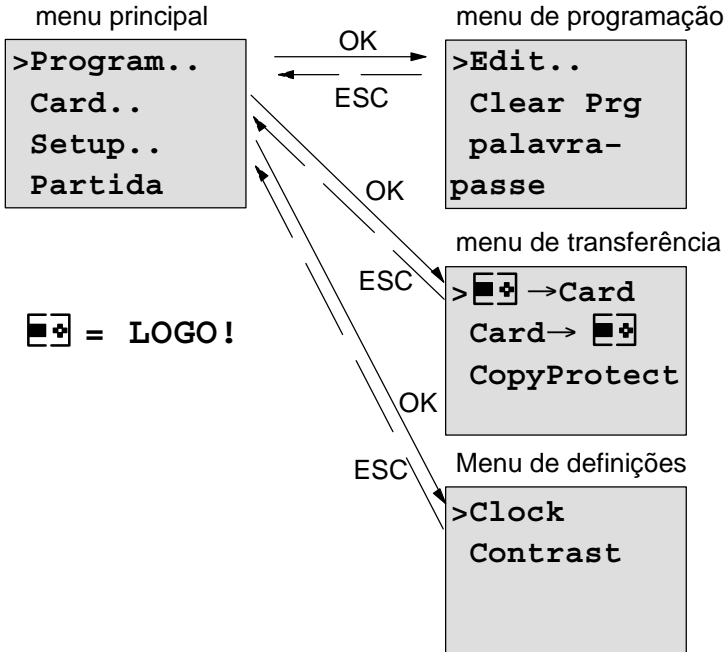 menu principal
>Program..
Card..
Setup..
Partida
OK
ESC
menu de programação
>Edit..
Clear Prg
palavra-
passe
OK
ESC
menu de transferência
> →Card
Card→
CopyProtect
= LOGO!
OK
ESC
Menu de definições
>Clock
Contrast